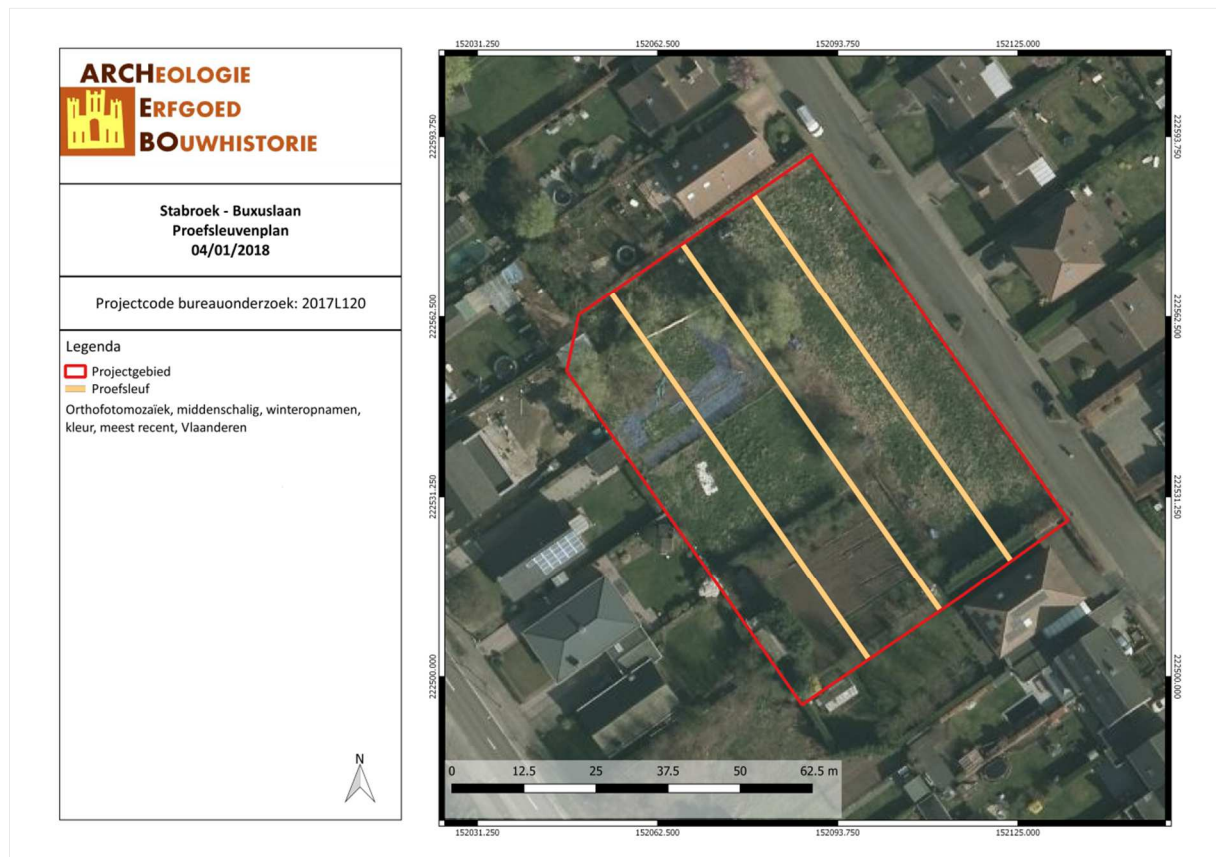 ARCHEOLOGIE
ERFGOED
BOUWHISTORIE
Stabroek - Buxuslaan
Proefsleuvenplan
04/01/2018
Projectcode bureauonderzoek: 2017L120
Legenda
Projectgebied
Proefsleuf
Orthofotomozaïek, middenschalig, winteropnamen,
kleur, meest recent, Vlaanderen
N
152031.250 152062.500 152093.750 152125.000
222593.750 222593.750
222562.500 222562.500
222531.250 222531.250
222500.000 222500.000
0 12.5 25 37.5 50 62.5 m
152031.250 152062.500 152093.750 152125.000